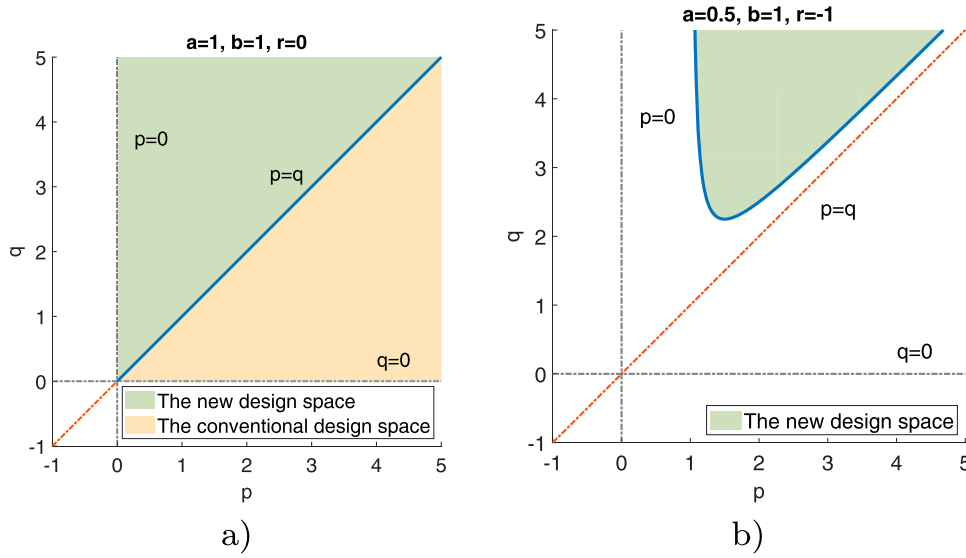 a=1, b=1, r=0
5
4
3
2
1
0
-1
q
p=0
p=q
q=0
The new design space
The conventional design space
-1 0 1 2 3 4 5
p
a)
a=0.5, b=1, r=-1
5
4
3
2
1
0
-1
q
p=0
p=q
q=0
The new design space
-1 0 1 2 3 4 5
p
b)